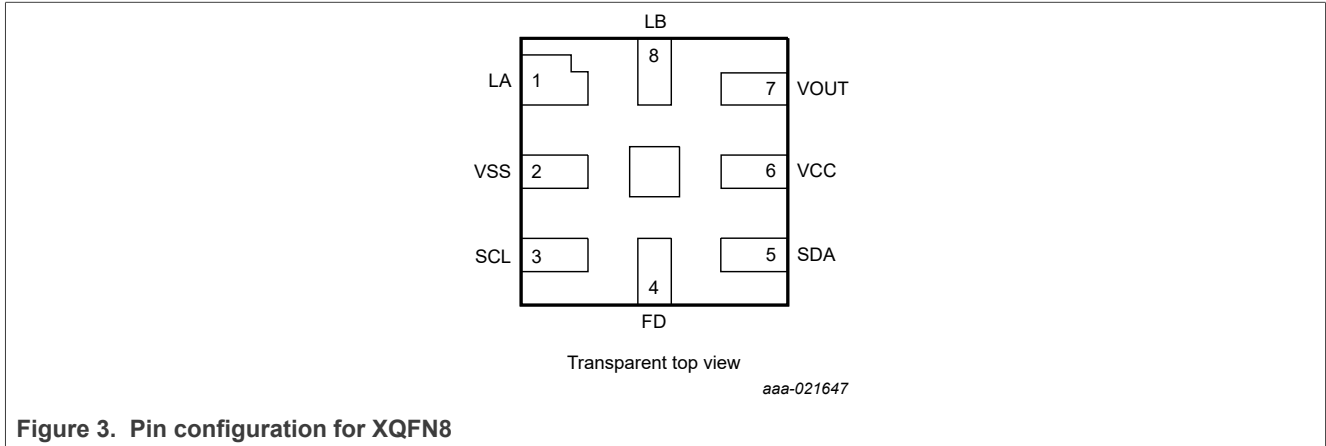 LB
8
LA 1
7 VOUT
VSS 2
6 VCC
SCL 3
5 SDA
4
FD
Transparent top view
aaa-021647
Figure 3. Pin configuration for XQFN8